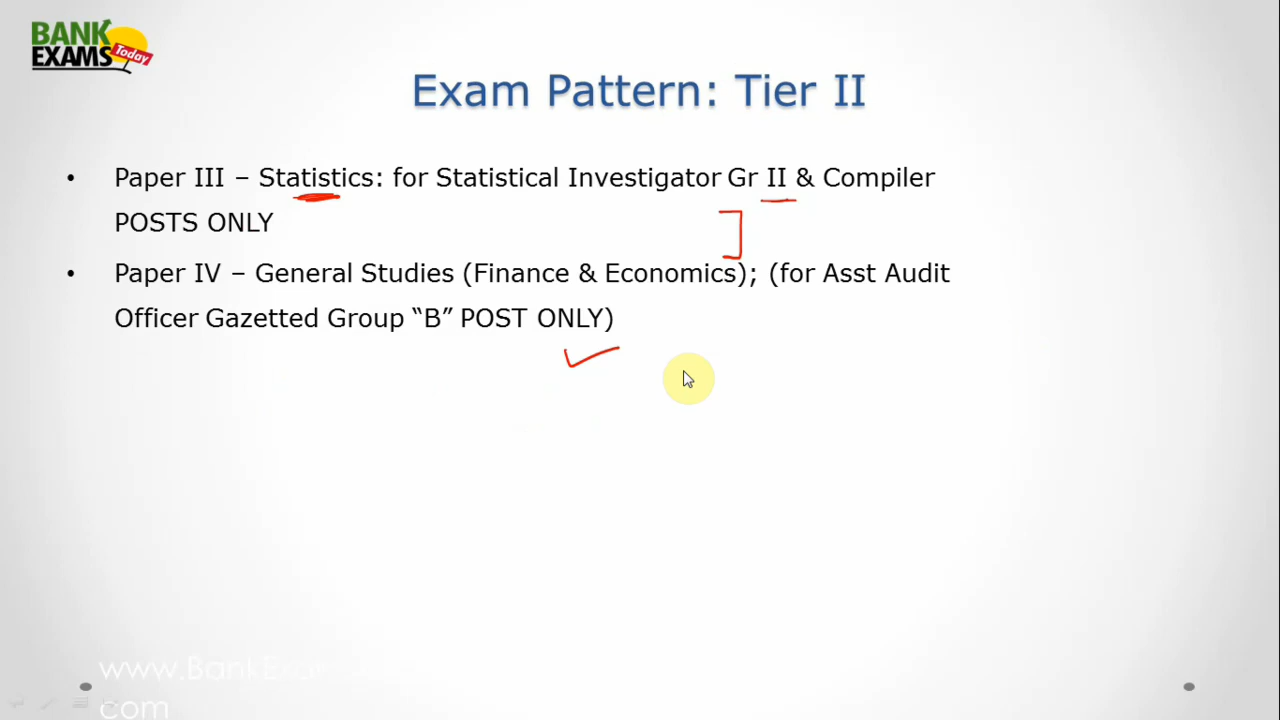 BANK
EXAMS Today
Exam Pattern: Tier II
• Paper III – Statistics: for Statistical Investigator Gr II & Compiler
POSTS ONLY
• Paper IV – General Studies (Finance & Economics); (for Asst Audit
Officer Gazetted Group “B” POST ONLY)
com